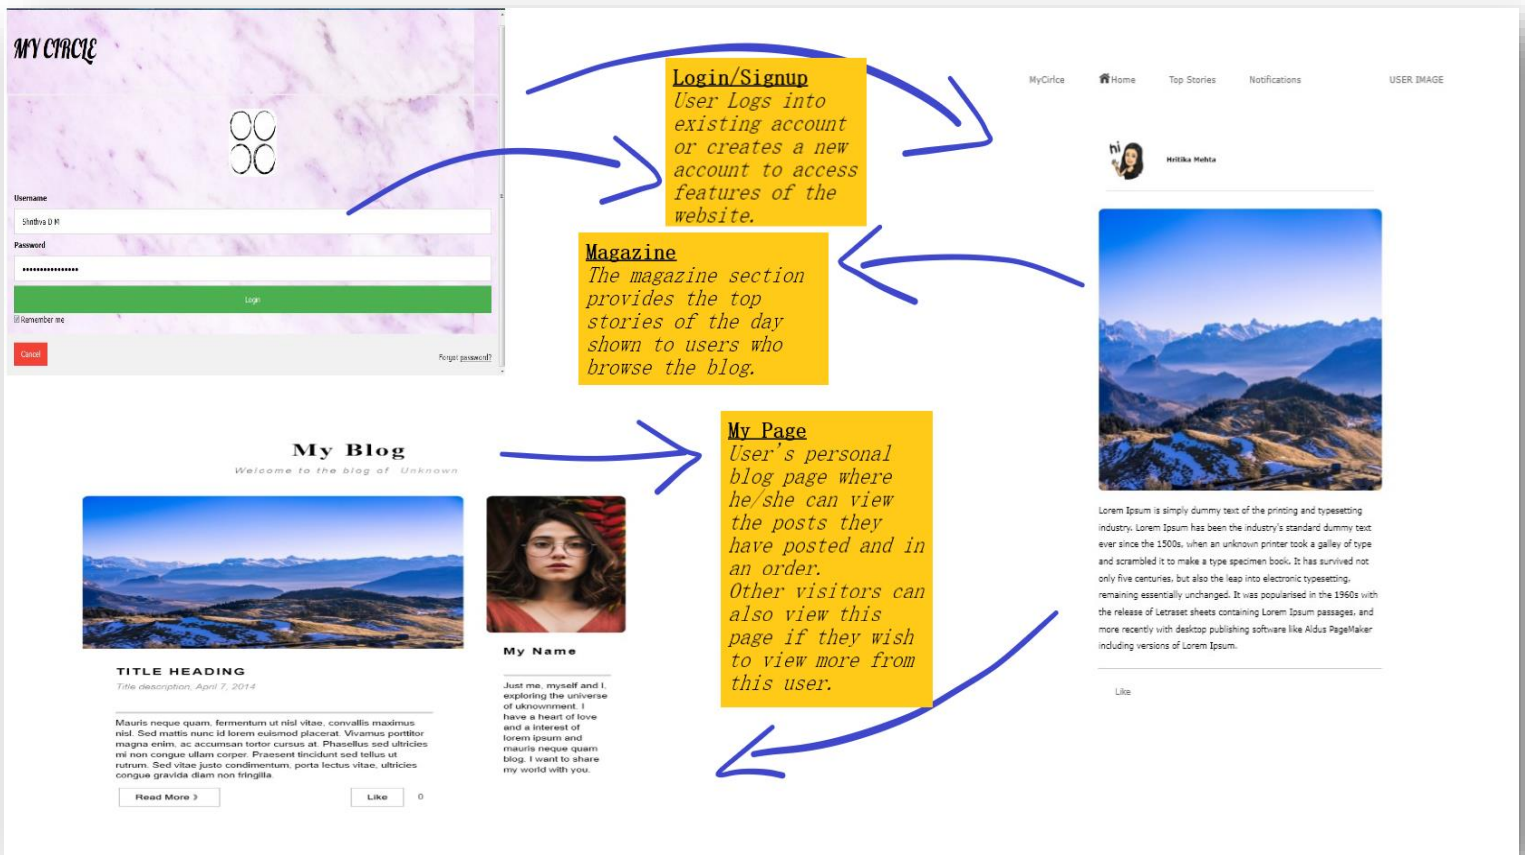 MY CIRCLE
Username
Shrithva D M
Password
••••••••••••••••
Login
Remember me
Cancel
Forgot password?
Login/Signup
User Logs into
existing account
or creates a new
account to access
features of the
website.
Magazine
The magazine section
provides the top
stories of the day
shown to users who
browse the blog.
MyCirlce
Home
Top Stories
Notifications
USER IMAGE
hi
Hritika Mehta
Lorem Ipsum is simply dummy text of the printing and typesetting
industry. Lorem Ipsum has been the industry's standard dummy text
ever since the 1500s, when an unknown printer took a galley of type
and scrambled it to make a type specimen book. It has survived not
only five centuries, but also the leap into electronic typesetting,
remaining essentially unchanged. It was popularised in the 1960s with
the release of Letraset sheets containing Lorem Ipsum passages, and
more recently with desktop publishing software like Aldus PageMaker
including versions of Lorem Ipsum.
Like
My Blog
Welcome to the blog of Unknown
TITLE HEADING
Title description, April 7, 2014
Mauris neque quam, fermentum ut nisl vitae, convallis maximus
nisl. Sed mattis nunc id lorem euismod placerat. Vivamus porttitor
magna enim, ac accumsan tortor cursus at. Phasellus sed ultricies
mi non congue ullam corper. Praesent tincidunt sed tellus ut
rutrum. Sed vitae justo condimentum, porta lectus vitae, ultricies
congue gravida diam non fringilla.
Read More »
Like 0
My Name
Just me, myself and I,
exploring the universe
of uknownment. I
have a heart of love
and a interest of
lorem ipsum and
mauris neque quam
blog. I want to share
my world with you.
My Page
User's personal
blog page where
he/she can view
the posts they
have posted and in
an order.
Other visitors can
also view this
page if they wish
to view more from
this user.